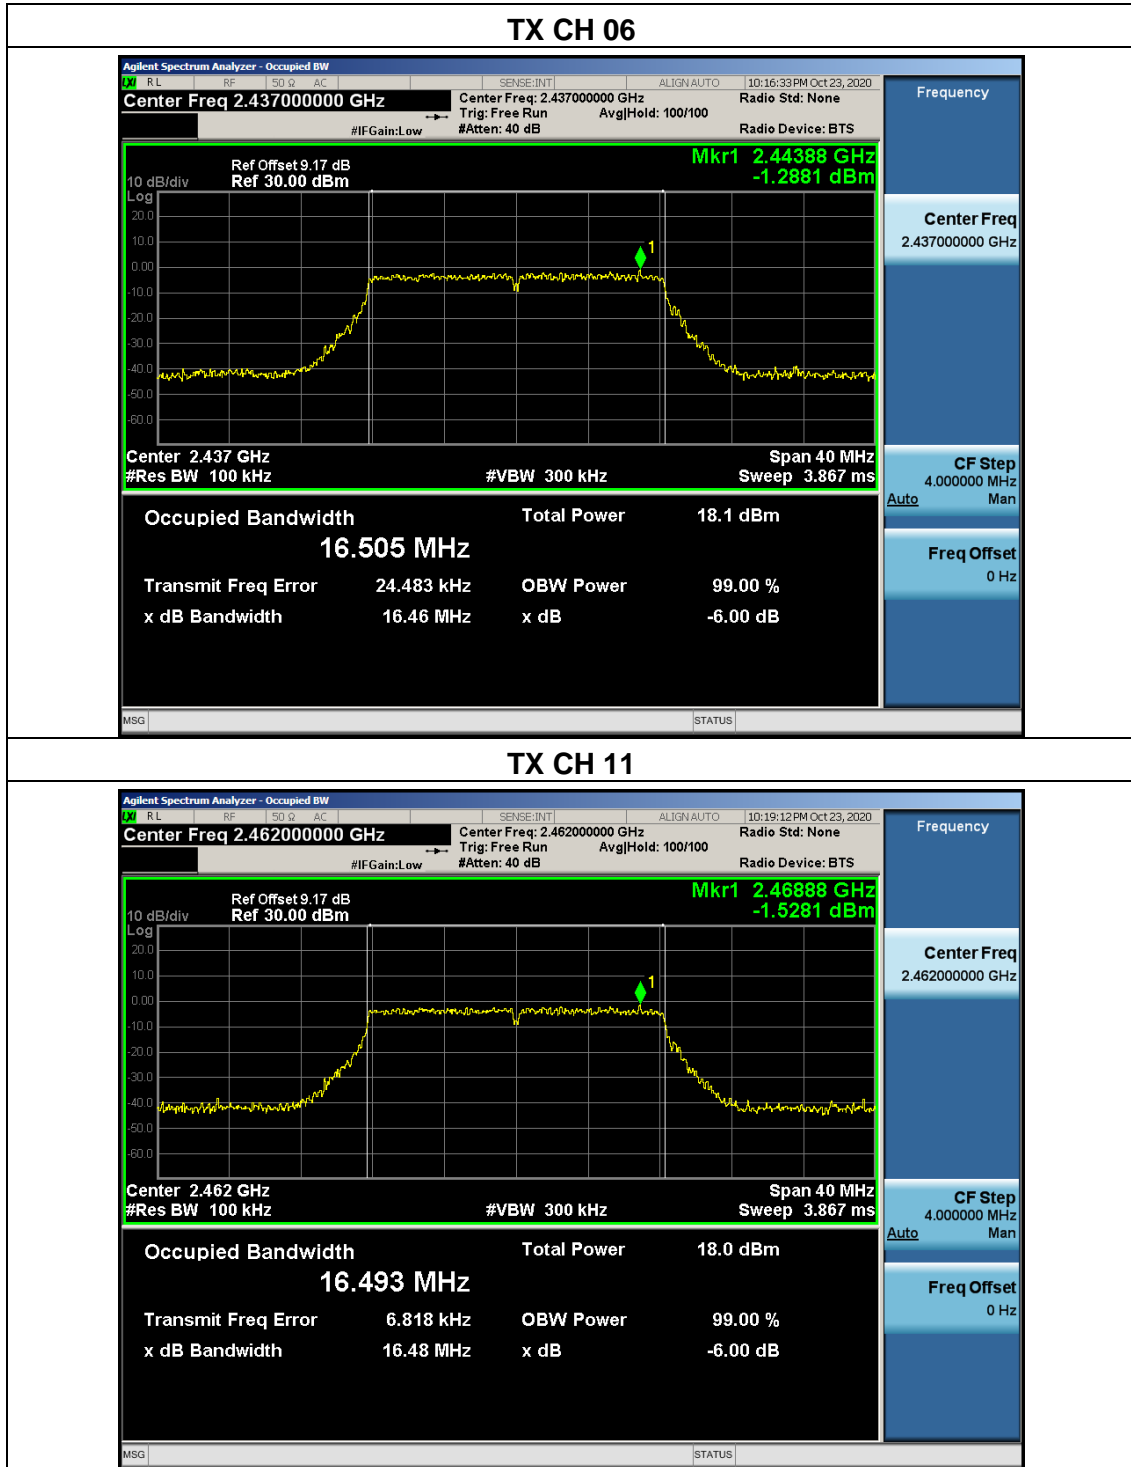 TX CH 06
Agilent Spectrum Analyzer - Occupied BW
LXI RL RF 50 Ω AC SENSE:INT ALIGN AUTO 10:16:33 PM Oct 23, 2020
Center Freq 2.437000000 GHz Center Freq: 2.437000000 GHz Radio Std: None Frequency
Trig: Free Run Avg|Hold: 100/100
#IFGain:Low #Atten: 40 dB Radio Device: BTS
Mkr1 2.44388 GHz
Ref Offset 9.17 dB
10 dB/div Ref 30.00 dBm -1.2881 dBm
Log
20.0
10.0
0.00
-10.0
-20.0
-30.0
-40.0
-50.0
-60.0
1
Center Freq
2.437000000 GHz
Center 2.437 GHz Span 40 MHz
#Res BW 100 kHz #VBW 300 kHz Sweep 3.867 ms
CF Step
4.000000 MHz
Auto Man
Occupied Bandwidth Total Power 18.1 dBm
16.505 MHz
Transmit Freq Error 24.483 kHz OBW Power 99.00 %
x dB Bandwidth 16.46 MHz x dB -6.00 dB
Freq Offset
0 Hz
MSG STATUS
TX CH 11
Agilent Spectrum Analyzer - Occupied BW
LXI RL RF 50 Ω AC SENSE:INT ALIGN AUTO 10:19:12 PM Oct 23, 2020
Center Freq 2.462000000 GHz Center Freq: 2.462000000 GHz Radio Std: None Frequency
Trig: Free Run Avg|Hold: 100/100
#IFGain:Low #Atten: 40 dB Radio Device: BTS
Mkr1 2.46888 GHz
Ref Offset 9.17 dB
10 dB/div Ref 30.00 dBm -1.5281 dBm
Log
20.0
10.0
0.00
-10.0
-20.0
-30.0
-40.0
-50.0
-60.0
1
Center Freq
2.462000000 GHz
Center 2.462 GHz Span 40 MHz
#Res BW 100 kHz #VBW 300 kHz Sweep 3.867 ms
CF Step
4.000000 MHz
Auto Man
Occupied Bandwidth Total Power 18.0 dBm
16.493 MHz
Transmit Freq Error 6.818 kHz OBW Power 99.00 %
x dB Bandwidth 16.48 MHz x dB -6.00 dB
Freq Offset
0 Hz
MSG STATUS